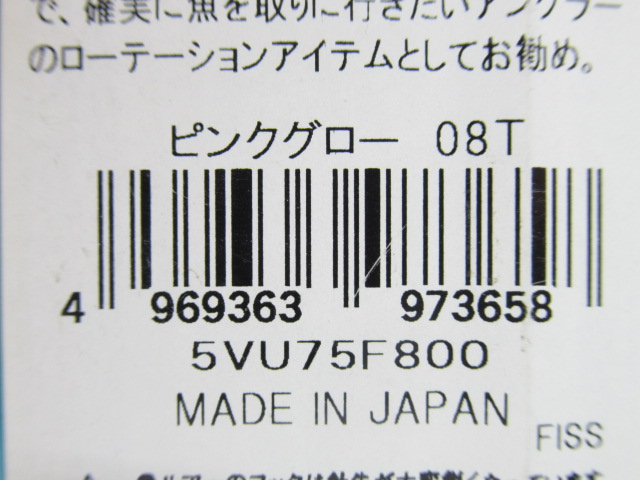 で、確実に魚を取りに行きたいアングラー
のローテーションアイテムとしてお勧め。
ピンクグロー 08T
4 969363 973658
5VU75F800
MADE IN JAPAN
FISS